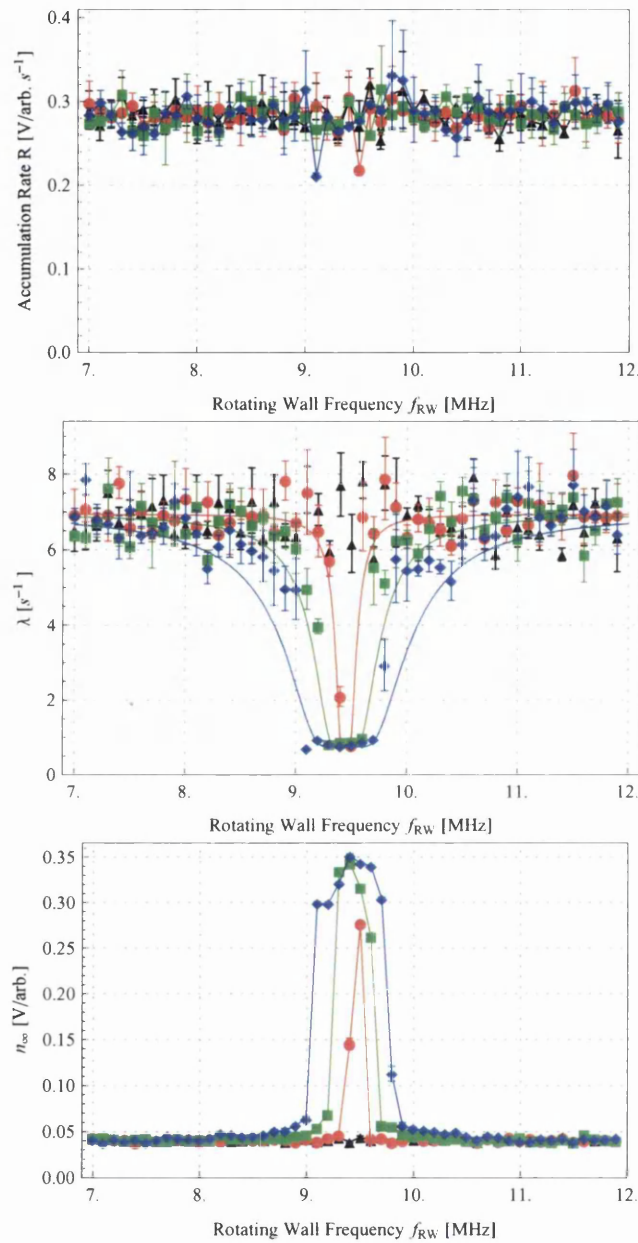 Accumulation Rate R [V/arb. s⁻¹]
0.4
0.3
0.2
0.1
0.0
7. 8. 9. 10. 11. 12.
Rotating Wall Frequency f_RW [MHz]
λ [s⁻¹]
8
6
4
2
0
7. 8. 9. 10. 11. 12.
Rotating Wall Frequency f_RW [MHz]
n_∞ [V/arb.]
0.35
0.30
0.25
0.20
0.15
0.10
0.05
0.00
7. 8. 9. 10. 11. 12.
Rotating Wall Frequency f_RW [MHz]